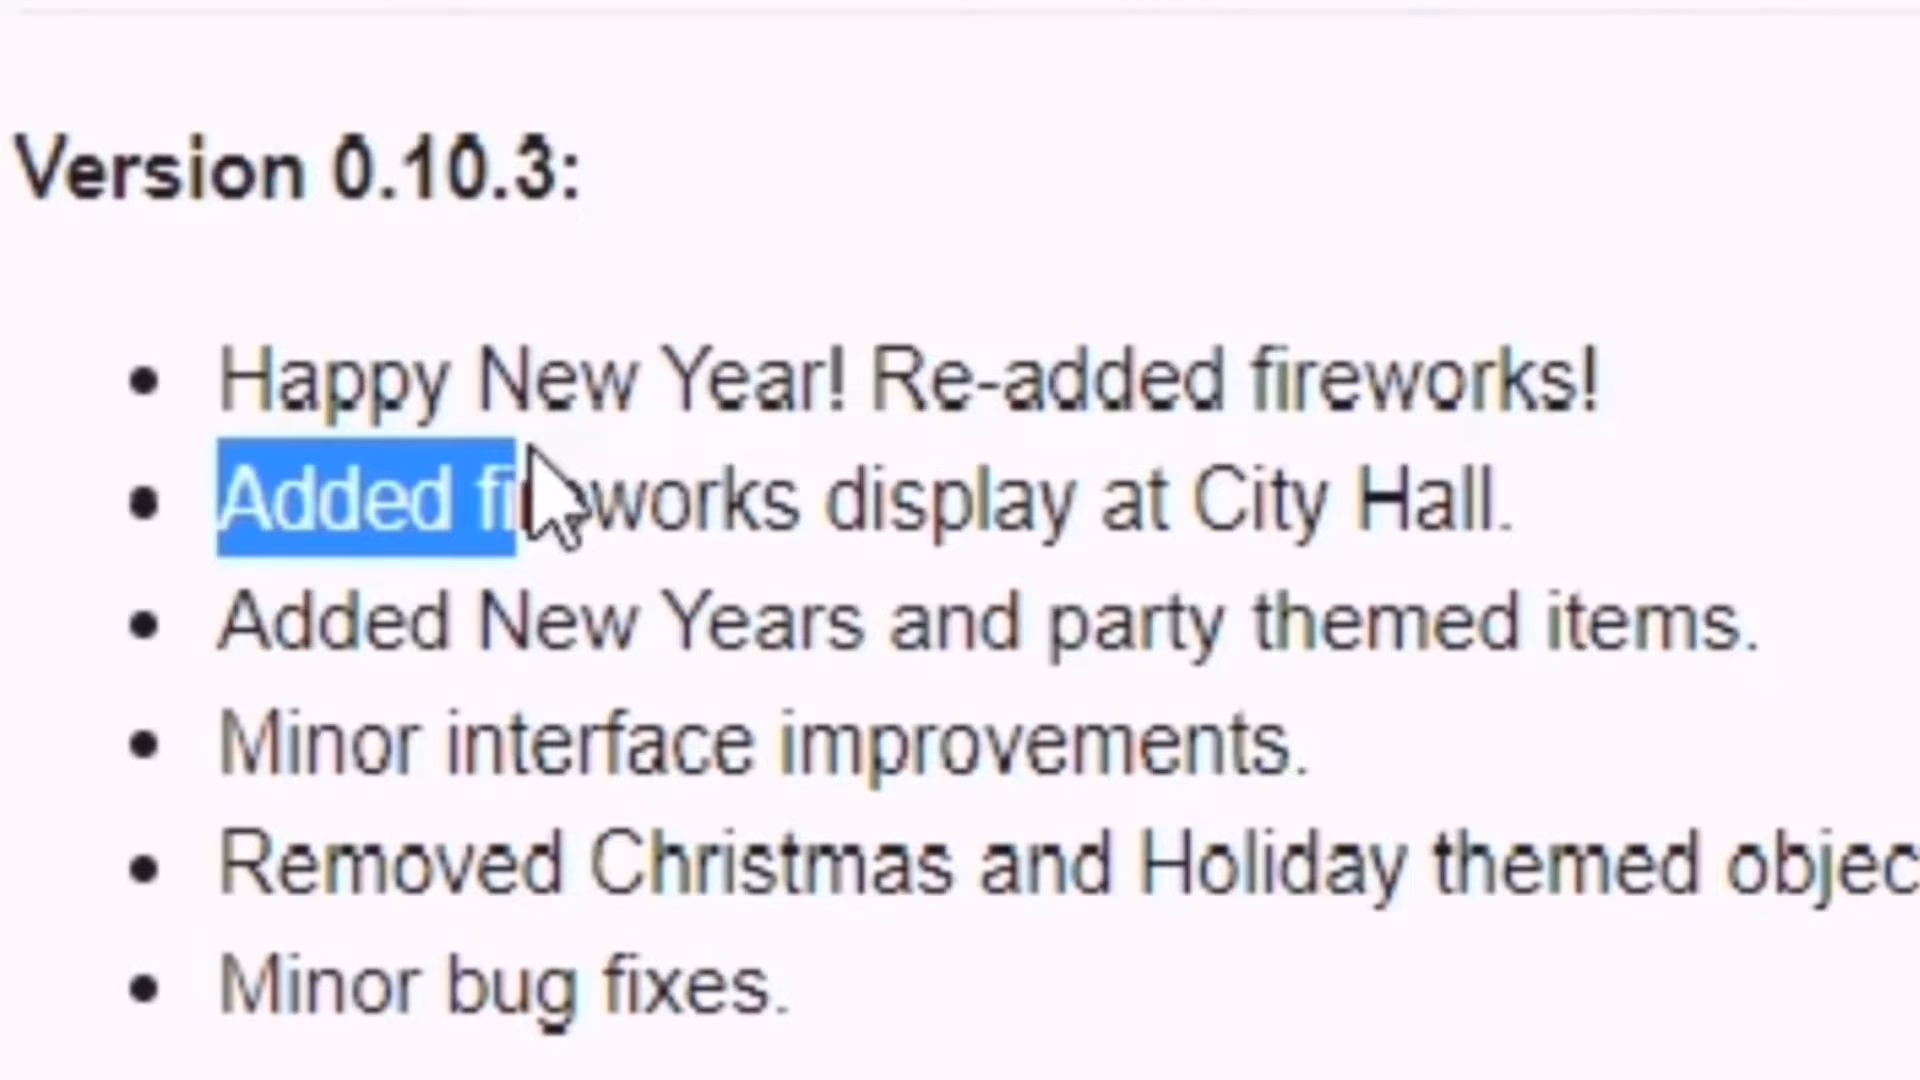 Version 0.10.3:
Happy New Year! Re-added fireworks!
Added fireworks display at City Hall.
Added New Years and party themed items.
Minor interface improvements.
Removed Christmas and Holiday themed objec
Minor bug fixes.